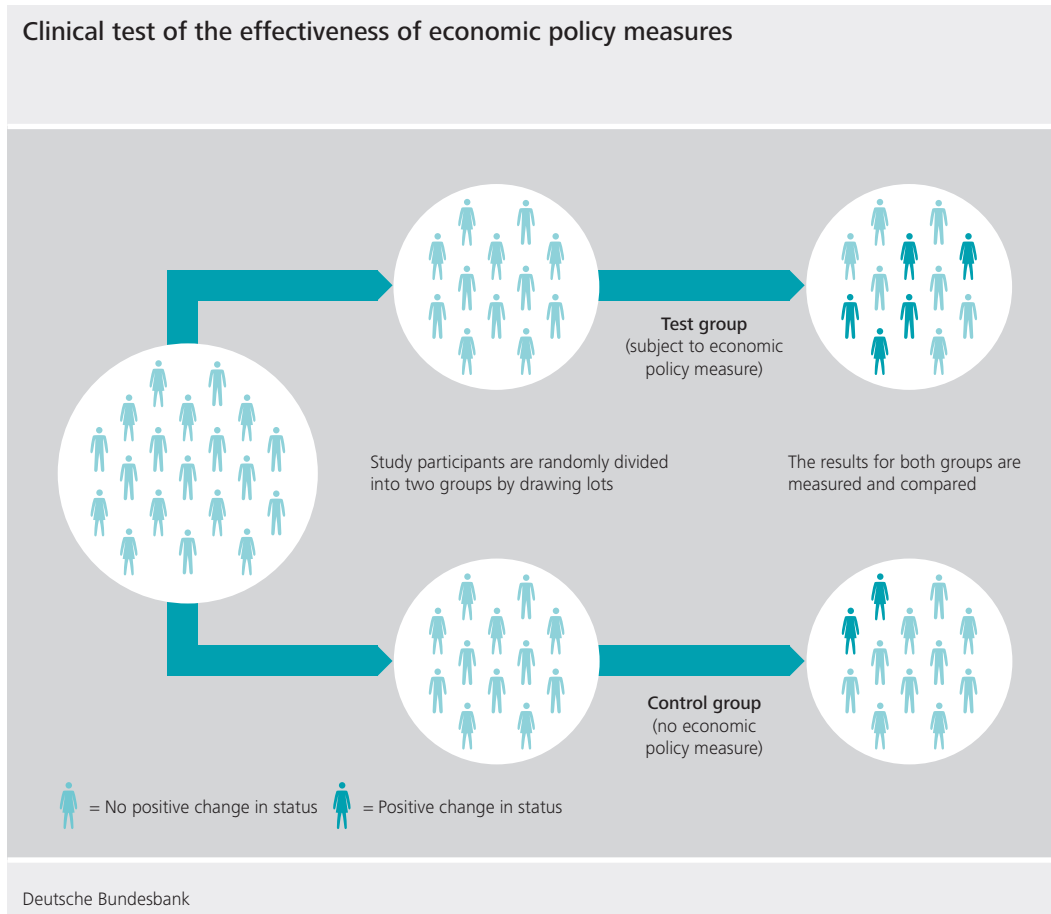 Clinical test of the effectiveness of economic policy measures
Test group
(subject to economic
policy measure)
Study participants are randomly divided
into two groups by drawing lots
The results for both groups are
measured and compared
Control group
(no economic
policy measure)
= No positive change in status
= Positive change in status
Deutsche Bundesbank